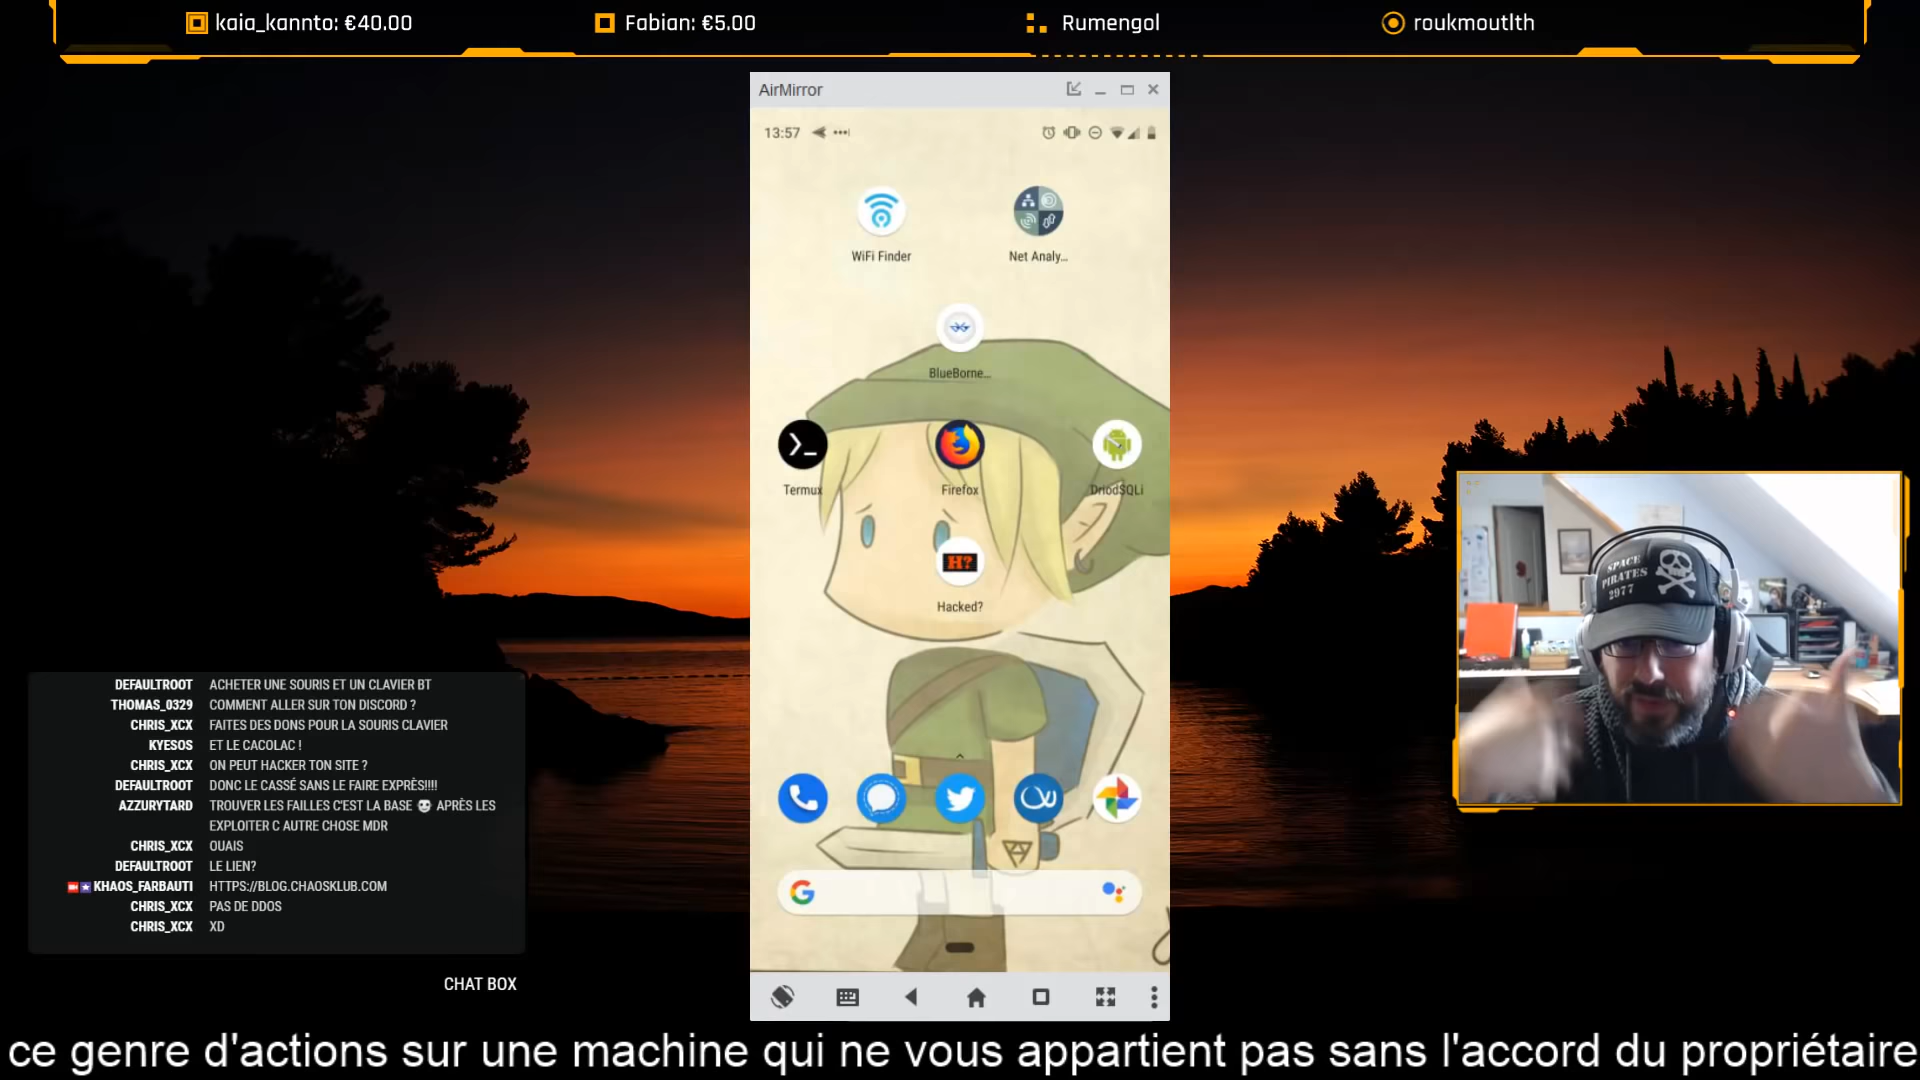 kaia_kannto: €40.00
Fabian: €5.00
Rumengol
roukmoutlth
AirMirror
13:57
WiFi Finder
Net Analy...
BlueBorne...
Termux
Firefox
DriodSQLi
H?
Hacked?
SPACE
PIRATES
2977
DEFAULTROOT ACHETER UNE SOURIS ET UN CLAVIER BT
THOMAS_0329 COMMENT ALLER SUR TON DISCORD ?
CHRIS_XCX FAITES DES DONS POUR LA SOURIS CLAVIER
KYESOS ET LE CACOLAC !
CHRIS_XCX ON PEUT HACKER TON SITE ?
DEFAULTROOT DONC LE CASSÉ SANS LE FAIRE EXPRÈS!!!!
AZZURYTARD TROUVER LES FAILLES C'EST LA BASE APRÈS LES
EXPLOITER C AUTRE CHOSE MDR
CHRIS_XCX OUAIS
DEFAULTROOT LE LIEN?
KHAOS_FARBAUTI HTTPS://BLOG.CHAOSKLUB.COM
CHRIS_XCX PAS DE DDOS
CHRIS_XCX XD
CHAT BOX
ce genre d'actions sur une machine qui ne vous appartient pas sans l'accord du propriétaire